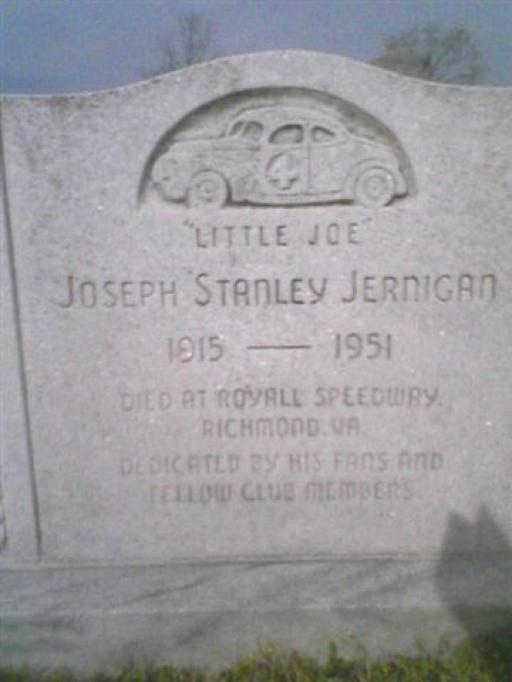 4
"LITTLE JOE"
JOSEPH STANLEY JERNIGAN
1915 — 1951
DIED AT ROYALL SPEEDWAY.
RICHMOND. VA.
DEDICATED BY HIS FANS AND
FELLOW CLUB MEMBERS.